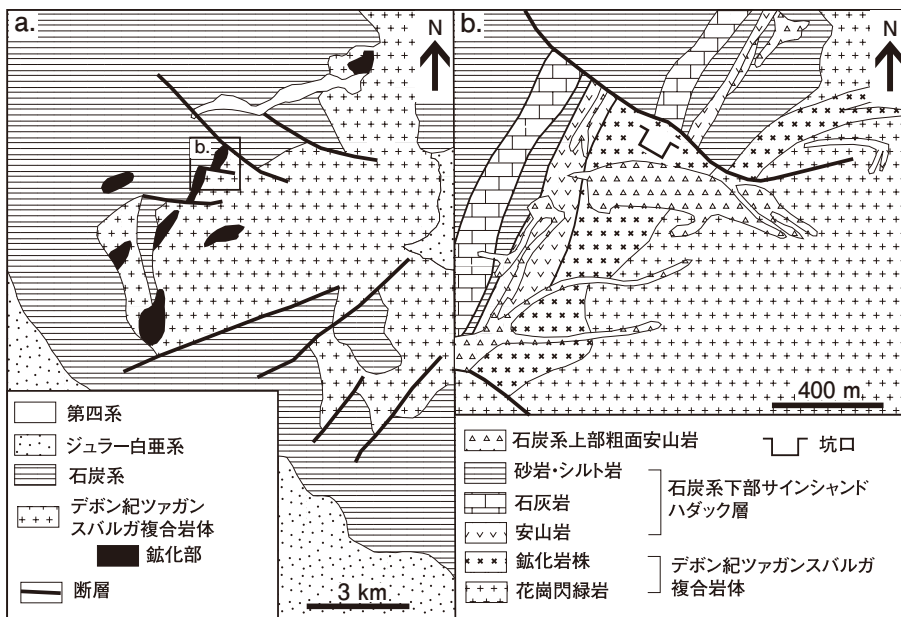 a.
N
b.
第四系
ジュラー白亜系
石炭系
デボン紀ツァガン
スバルガ複合岩体
鉱化部
断層
3 km
b.
N
400 m
石炭系上部粗面安山岩
坑口
砂岩・シルト岩
石灰岩
安山岩
石炭系下部サインシャンド
ハダック層
鉱化岩株
花崗閃緑岩
デボン紀ツァガンスバルガ
複合岩体